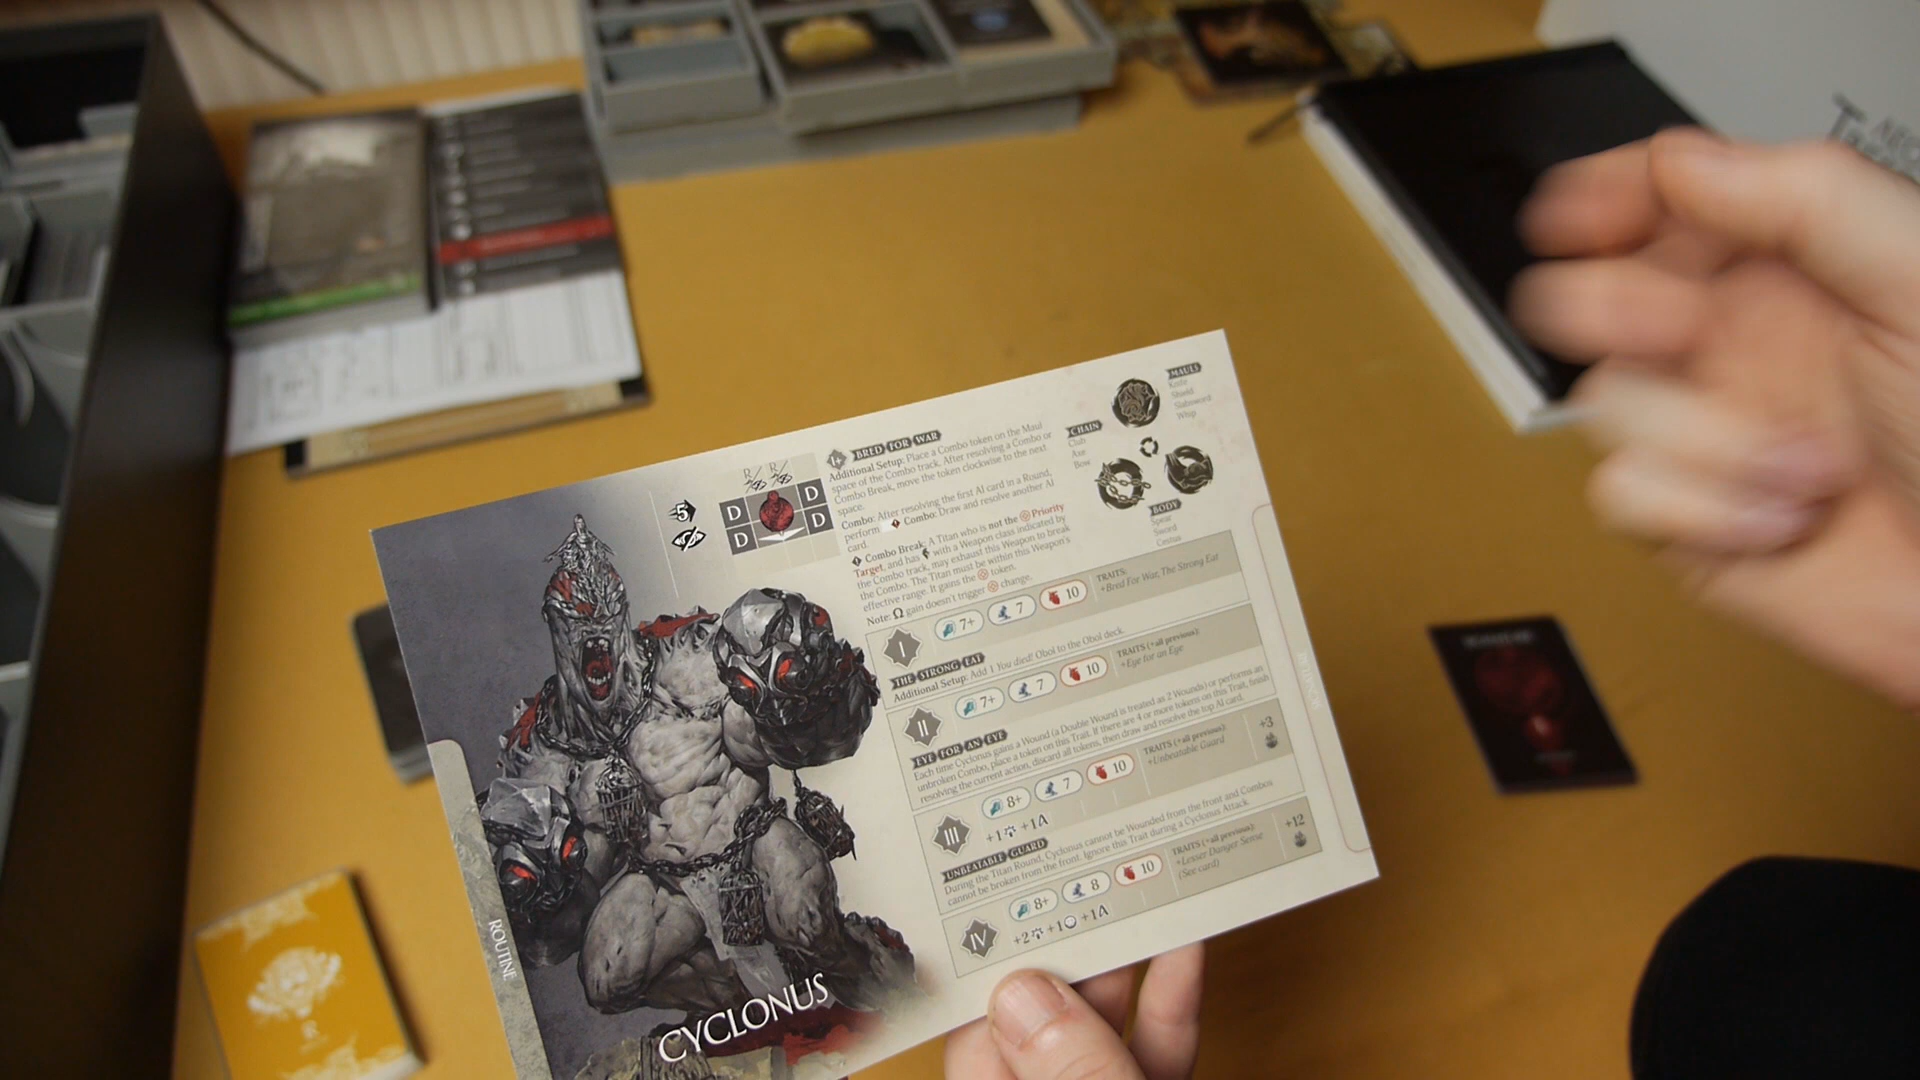 5
R/ R/
D
D
D
D
1+ BRED FOR WAR
Additional Setup: Place a Combo token on the Maul
space of the Combo track. After resolving a Combo or
Combo Break, move the token clockwise to the next
space.
Combo: After resolving the first AI card in a Round,
perform Combo: Draw and resolve another AI
card.
Combo Break: A Titan who is not the Priority
Target, and has with a Weapon class indicated by
the Combo track, may exhaust this Weapon to break
the Combo. The Titan must be within this Weapon's
effective range. It gains the token.
Note: Ω gain doesn't trigger change.
MAULS
Knife
Shield
Slabsword
Whip
CHAIN
Club
Axe
Bow
BODY
Spear
Sword
Cestus
I
7+ 7 10
TRAITS:
+Bred For War, The Strong Eat
THE STRONG EAT
Additional Setup: Add 1 You died! Obol to the Obol deck.
II
7+ 7 10
TRAITS (+all previous):
+Eye for an Eye
EYE FOR AN EYE
Each time Cyclonus gains a Wound (a Double Wound is treated as 2 Wounds) or performs an
unbroken Combo, place a token on this Trait. If there are 4 or more tokens on this Trait, finish
resolving the current action, discard all tokens, then draw and resolve the top AI card.
III
8+ 7 10
TRAITS (+all previous):
+Unbeatable Guard
+3
+1 +1
UNBEATABLE GUARD
During the Titan Round, Cyclonus cannot be Wounded from the front and Combos
cannot be broken from the front. Ignore this Trait during a Cyclonus Attack.
IV
8+ 8 10
TRAITS (+all previous):
+Lesser Danger Sense
(See card)
+12
+2 +1 +1
ROUTINE
CYCLONUS
R